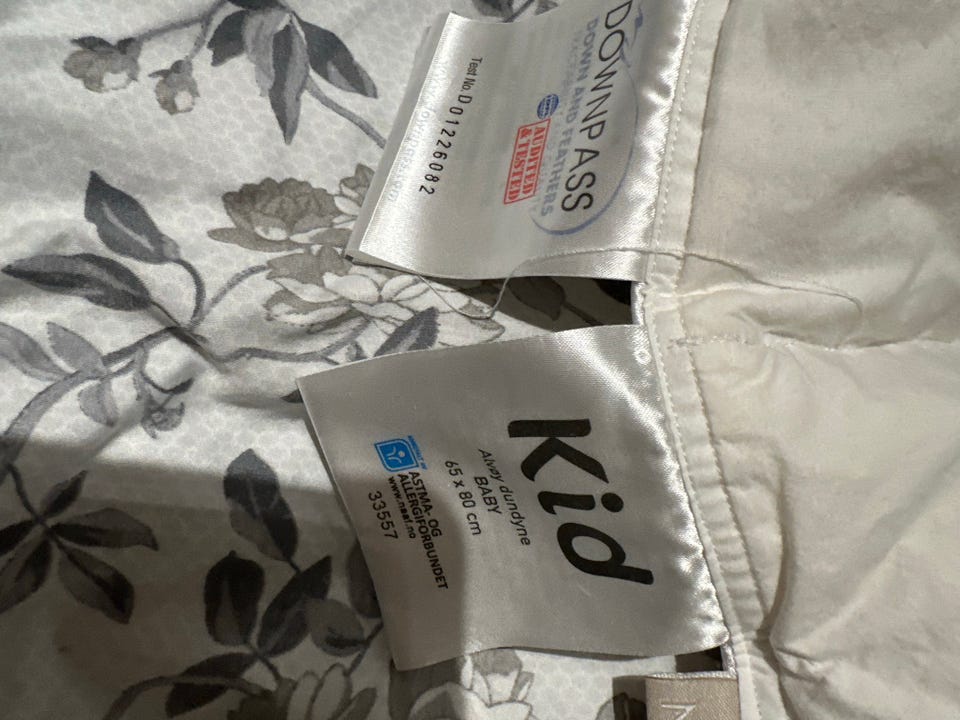 DOWNPASS
DOWN AND FEATHERS
AUDITED
& TESTED
Test No. D01226082
Kid
Alvøy dundyne
BABY
65 x 80 cm
ASTMA- OG
ALLERGIFORBUNDET
www.naaf.no
33557